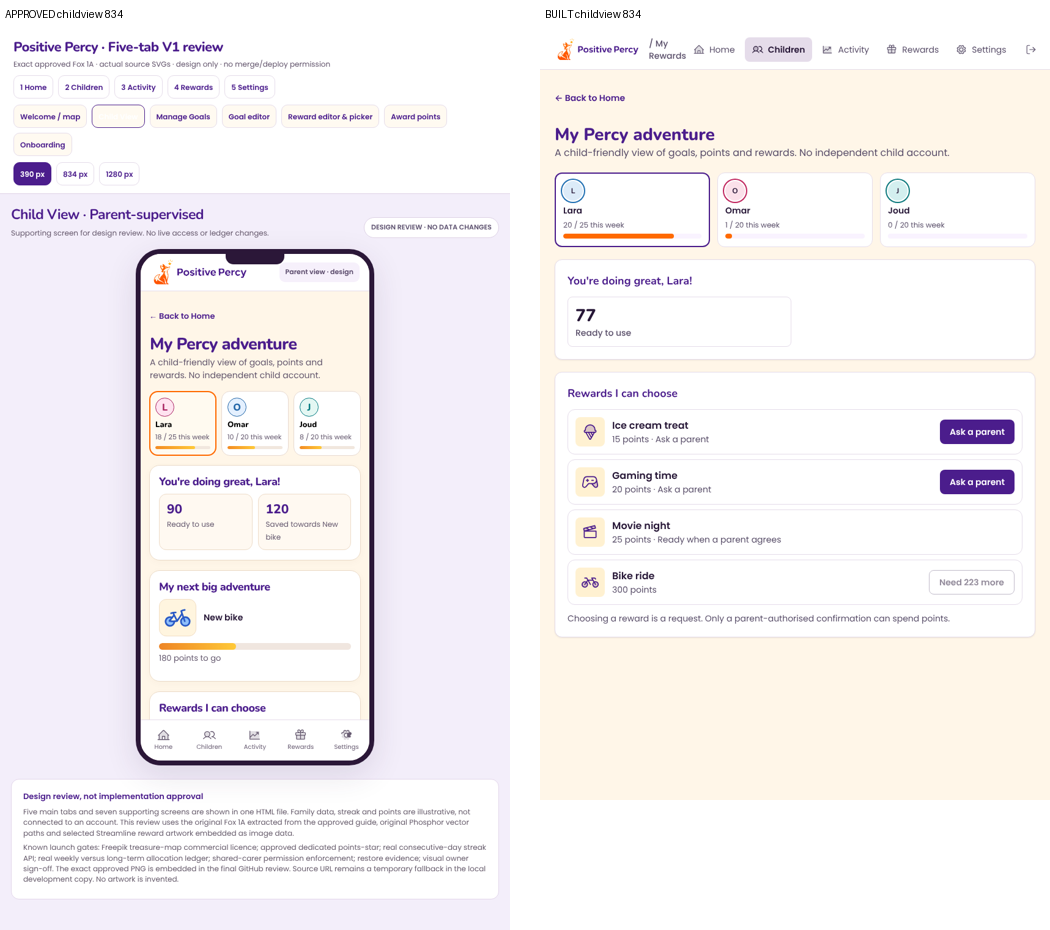 APPROVED childview 834
Positive Percy · Five-tab V1 review
Exact approved Fox 1A · actual source SVGs · design only · no merge/deploy permission
1 Home
2 Children
3 Activity
4 Rewards
5 Settings
Welcome / map
Manage Goals
Goal editor
Reward editor & picker
Award points
Onboarding
390 px
834 px
1280 px
Child View · Parent-supervised
Supporting screen for design review. No live access or ledger changes.
DESIGN REVIEW · NO DATA CHANGES
Positive Percy
Parent view · design
← Back to Home
My Percy adventure
A child-friendly view of goals, points and
rewards. No independent child account.
L
Lara
18 / 25 this week
O
Omar
10 / 20 this week
J
Joud
8 / 20 this week
You're doing great, Lara!
90
Ready to use
120
Saved towards New
bike
My next big adventure
New bike
180 points to go
Rewards I can choose
Home
Children
Activity
Rewards
Settings
Design review, not implementation approval
Five main tabs and seven supporting screens are shown in one HTML file. Family data, streak and points are illustrative, not
connected to an account. This review uses the original Fox 1A extracted from the approved guide, original Phosphor vector
paths and selected Streamline reward artwork embedded as image data.
Known launch gates: Freepik treasure-map commercial licence; approved dedicated points-star; real consecutive-day streak
API; real weekly versus long-term allocation ledger; shared-carer permission enforcement; restore evidence; visual owner
sign-off. The exact approved PNG is embedded in the final GitHub review. Source URL remains a temporary fallback in the local
development copy. No artwork is invented.
BUILT childview 834
Positive Percy
/ My
Rewards
Home
Children
Activity
Rewards
Settings
← Back to Home
My Percy adventure
A child-friendly view of goals, points and rewards. No independent child account.
L
Lara
20 / 25 this week
O
Omar
1 / 20 this week
J
Joud
0 / 20 this week
You're doing great, Lara!
77
Ready to use
Rewards I can choose
Ice cream treat
15 points · Ask a parent
Ask a parent
Gaming time
20 points · Ask a parent
Ask a parent
Movie night
25 points · Ready when a parent agrees
Bike ride
300 points
Need 223 more
Choosing a reward is a request. Only a parent-authorised confirmation can spend points.